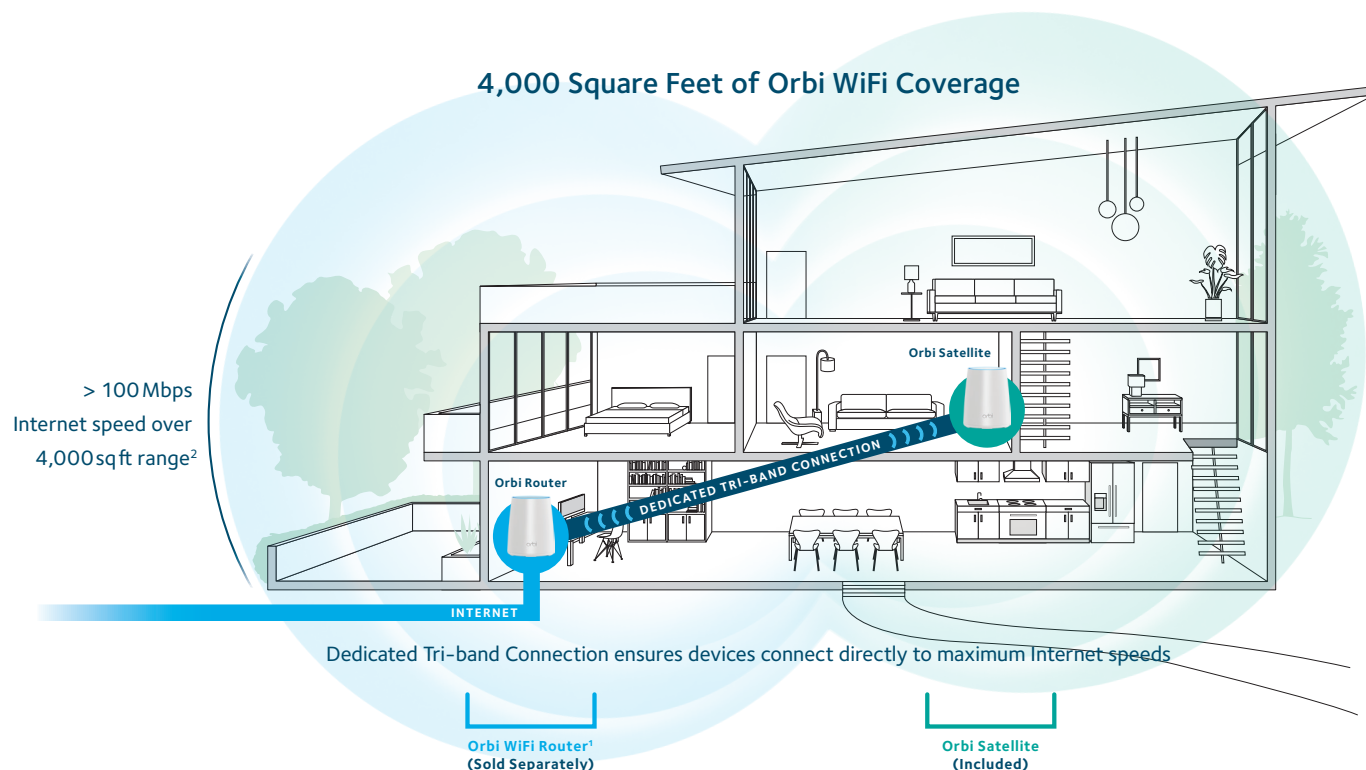 4,000 Square Feet of Orbi WiFi Coverage
> 100 Mbps
Internet speed over
4,000 sq ft range²
Orbi Satellite
orbi
DEDICATED TRI-BAND CONNECTION
Orbi Router
orbi
INTERNET
Dedicated Tri-band Connection ensures devices connect directly to maximum Internet speeds
Orbi WiFi Router¹
(Sold Separately)
Orbi Satellite
(Included)